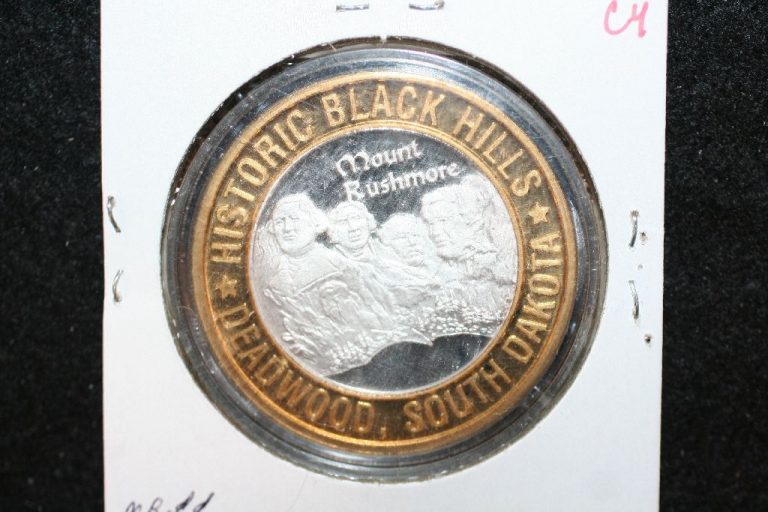 C4
HISTORIC BLACK HILLS
Mount
Rushmore
DEADWOOD, SOUTH DAKOTA